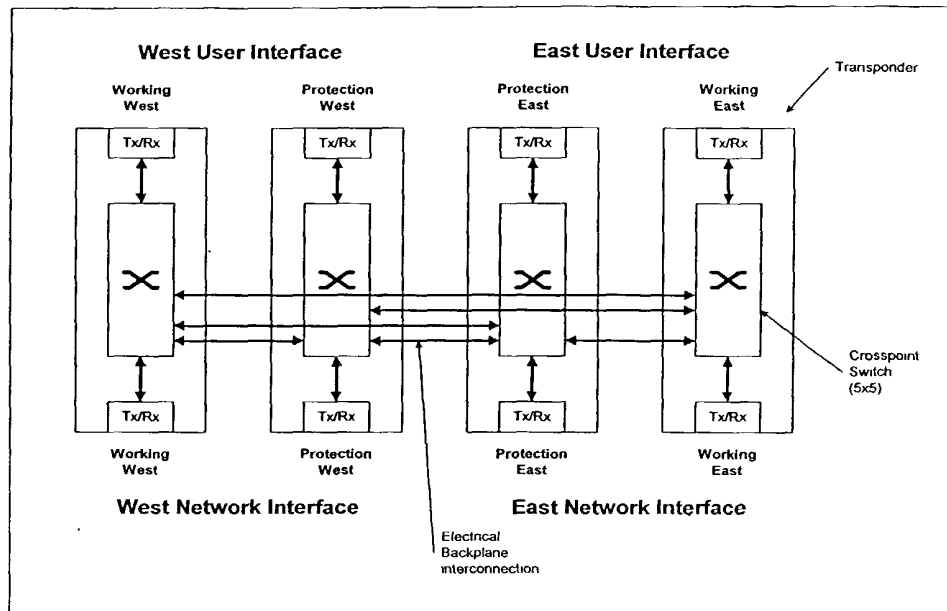 West User Interface
East User Interface
Transponder
Working
West
Protection
West
Protection
East
Working
East
Tx/Rx
Tx/Rx
Tx/Rx
Tx/Rx
Crosspoint
Switch
(5x5)
Tx/Rx
Tx/Rx
Tx/Rx
Tx/Rx
Working
West
Protection
West
Protection
East
Working
East
West Network Interface
East Network Interface
Electrical
Backplane
interconnection